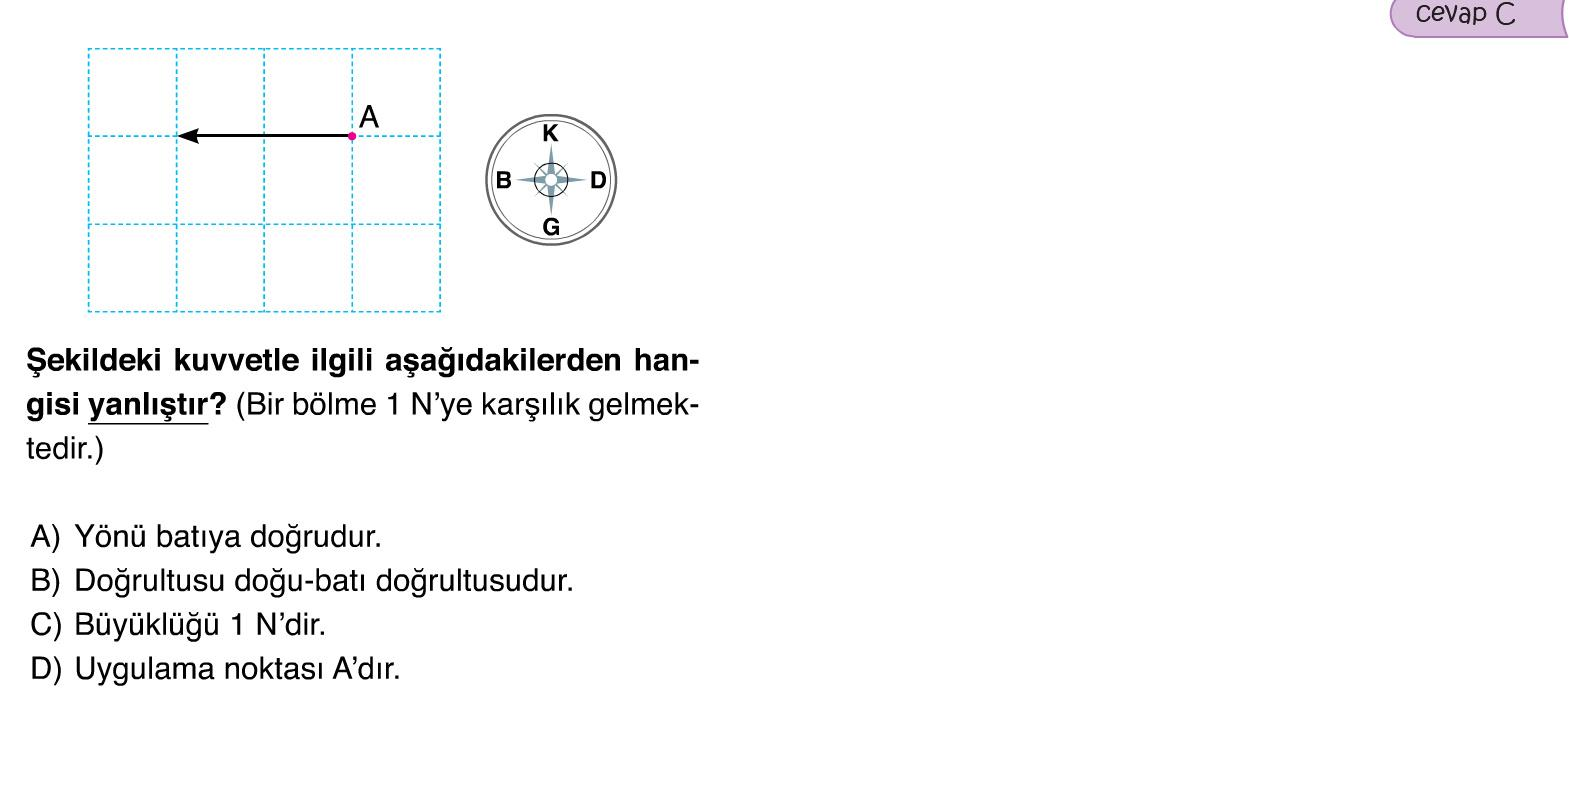 cevap C
A
K
B D
G
Şekildeki kuvvetle ilgili aşağıdakilerden han-
gisi yanlıştır? (Bir bölme 1 N’ye karşılık gelmek-
tedir.)
A) Yönü batıya doğrudur.
B) Doğrultusu doğu-batı doğrultusudur.
C) Büyüklüğü 1 N’dir.
D) Uygulama noktası A’dır.